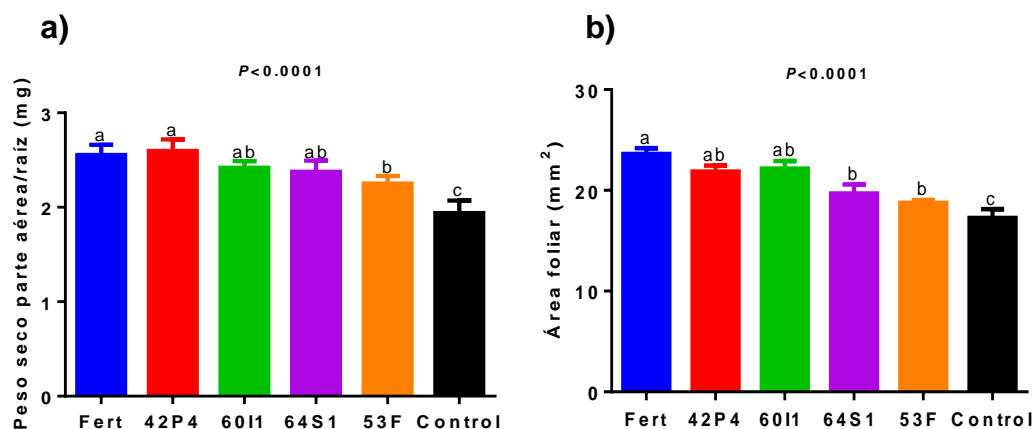 a)
P<0.0001
Peso seco parte aérea/raíz (mg)
3
2
1
0
a
a
ab
ab
b
c
Fert
42P4
60I1
64S1
53F
Control
b)
P<0.0001
Área foliar (mm²)
30
20
10
0
a
ab
ab
b
b
c
Fert
42P4
60I1
64S1
53F
Control